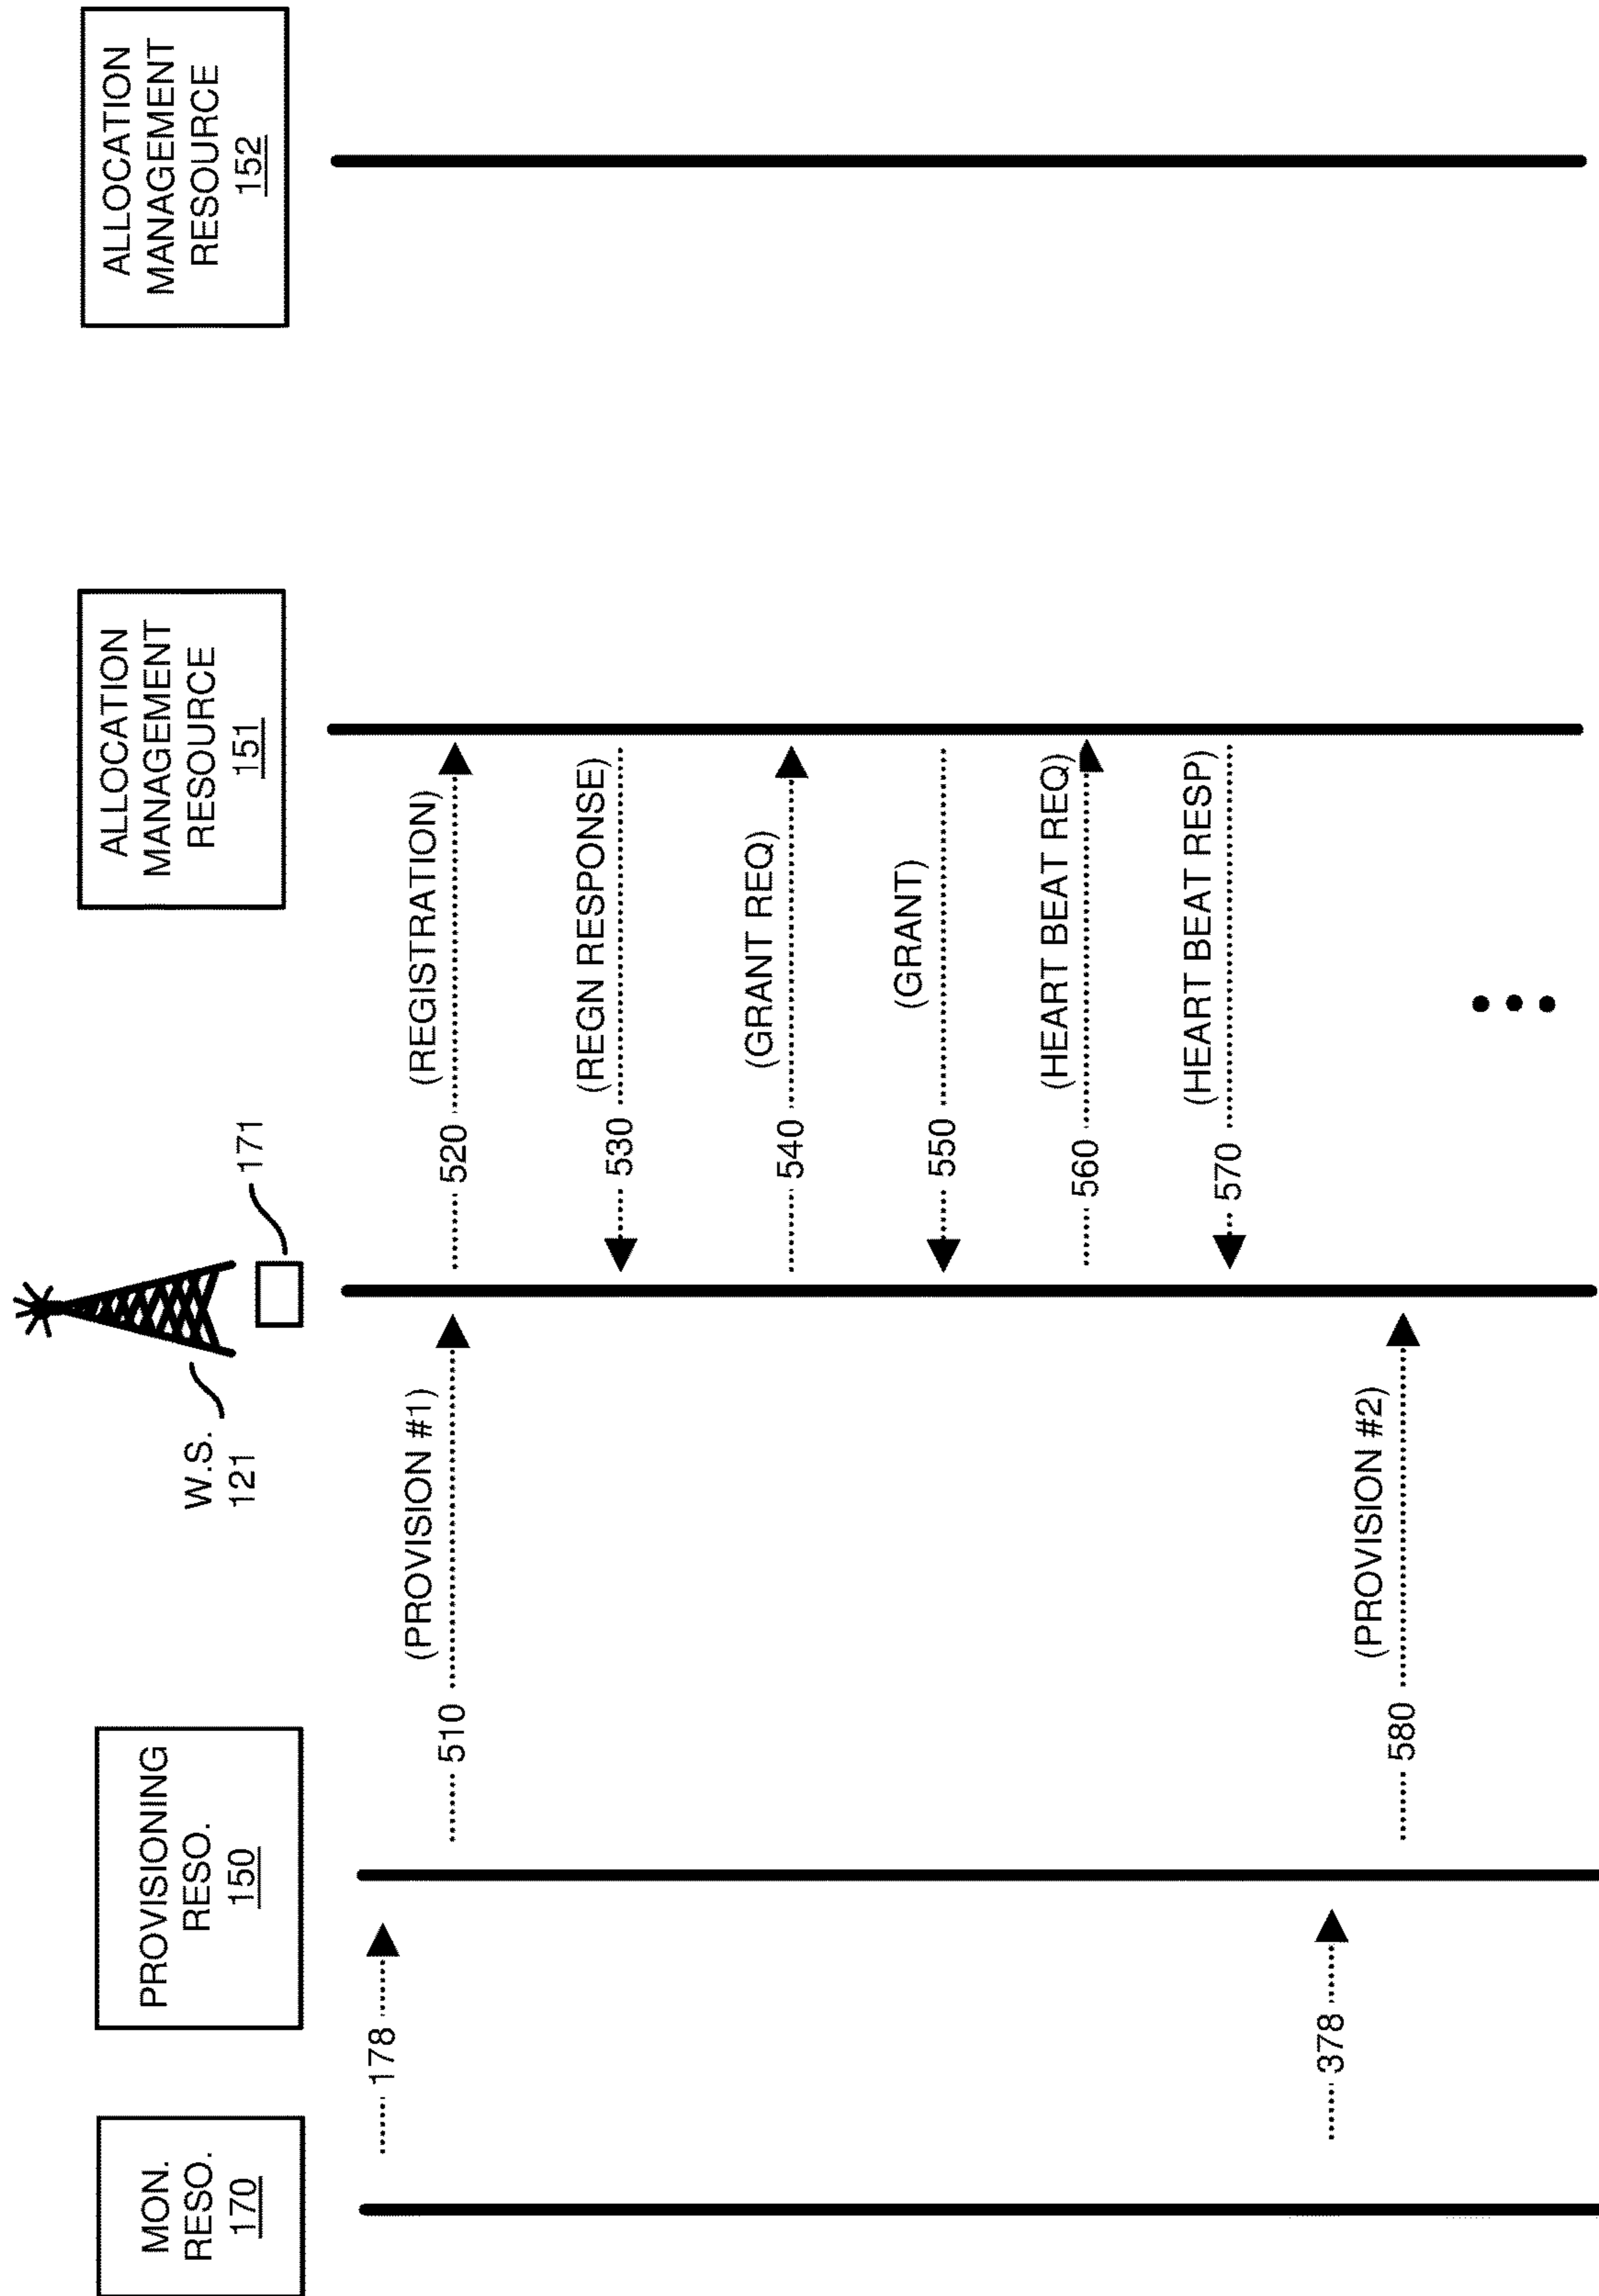 MON.
RESO.
170
PROVISIONING
RESO.
150
W.S.
121
171
ALLOCATION
MANAGEMENT
RESOURCE
151
ALLOCATION
MANAGEMENT
RESOURCE
152
178
(PROVISION #1)
510
(REGISTRATION)
520
(REGN RESPONSE)
530
(GRANT REQ)
540
(GRANT)
550
(HEART BEAT REQ)
560
(HEART BEAT RESP)
570
378
(PROVISION #2)
580